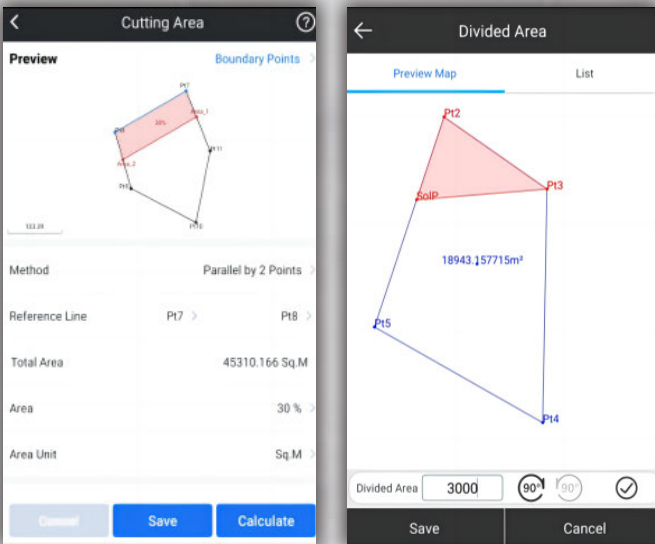 Cutting Area
?
Preview
Boundary Points
Pt7
Area_1
30%
Pt8
Pt11
Area_2
Pt9
Pt10
Method
Parallel by 2 Points
Reference Line
Pt7
Pt8
Total Area
45310.166 Sq.M
Area
30 %
Area Unit
Sq.M
Cancel
Save
Calculate
Divided Area
Preview Map
List
Pt2
SolP
Pt3
18943.157715m²
Pt5
Pt4
Divided Area
3000
90°
90°
Save
Cancel